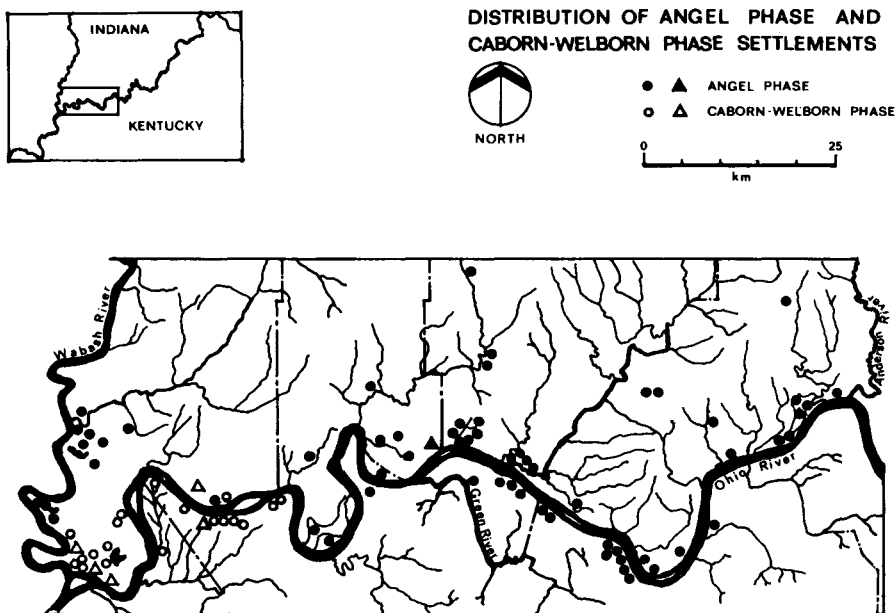 INDIANA
KENTUCKY
DISTRIBUTION OF ANGEL PHASE AND
CABORN-WELBORN PHASE SETTLEMENTS
NORTH
ANGEL PHASE
CABORN-WELBORN PHASE
0 25
km
Wabash River
Anderson River
Ohio River
Green River